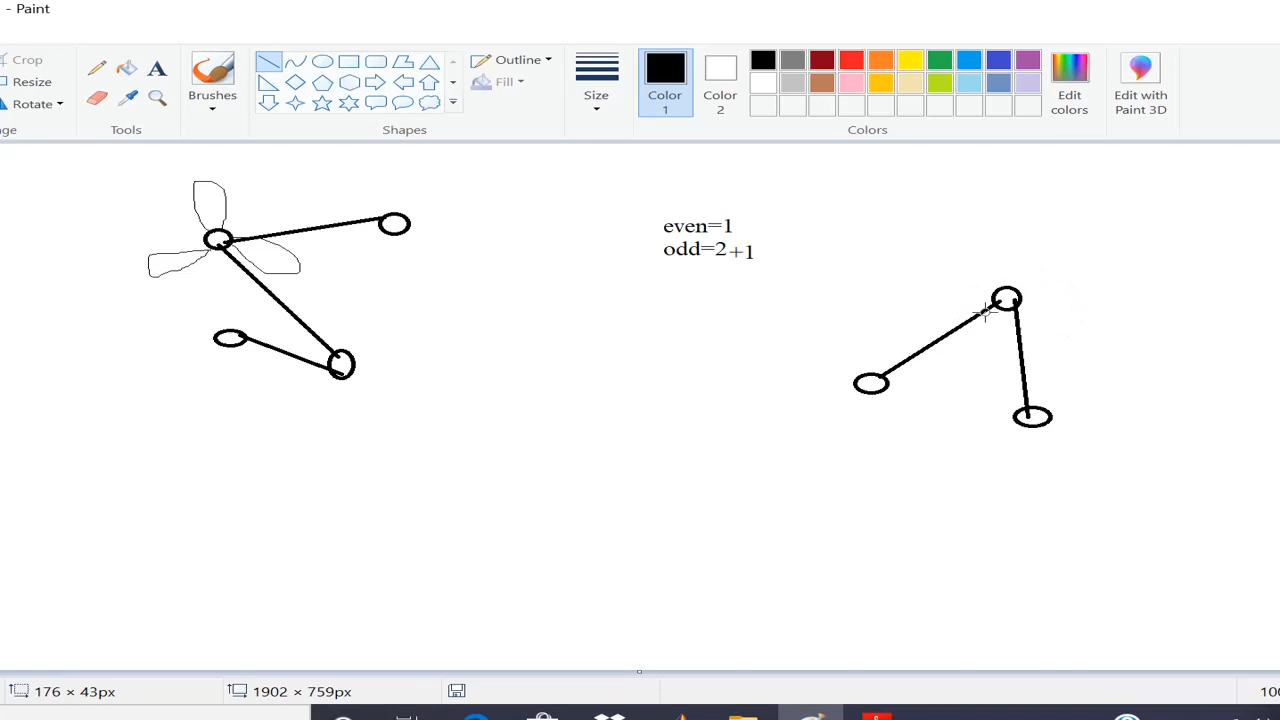 - Paint
Crop
Resize
Rotate
A
Brushes
Outline
Fill
Size
Color 1
Color 2
Edit colors
Edit with Paint 3D
Tools
Shapes
Colors
even=1
odd=2+1
176 × 43px
1902 × 759px